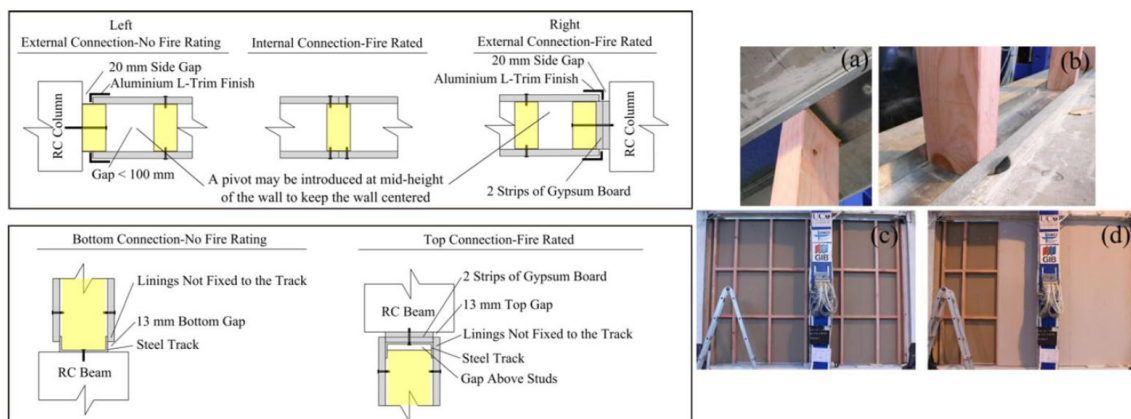 Left
External Connection-No Fire Rating
Internal Connection-Fire Rated
Right
External Connection-Fire Rated
20 mm Side Gap
Aluminium L-Trim Finish
20 mm Side Gap
Aluminium L-Trim Finish
RC Column
RC Column
Gap < 100 mm
A pivot may be introduced at mid-height
of the wall to keep the wall centered
2 Strips of Gypsum Board
Bottom Connection-No Fire Rating
Linings Not Fixed to the Track
13 mm Bottom Gap
Steel Track
RC Beam
Top Connection-Fire Rated
2 Strips of Gypsum Board
RC Beam
13 mm Top Gap
Linings Not Fixed to the Track
Steel Track
Gap Above Studs
(a)
(b)
(c)
UC
GIB
(d)
UC
GIB